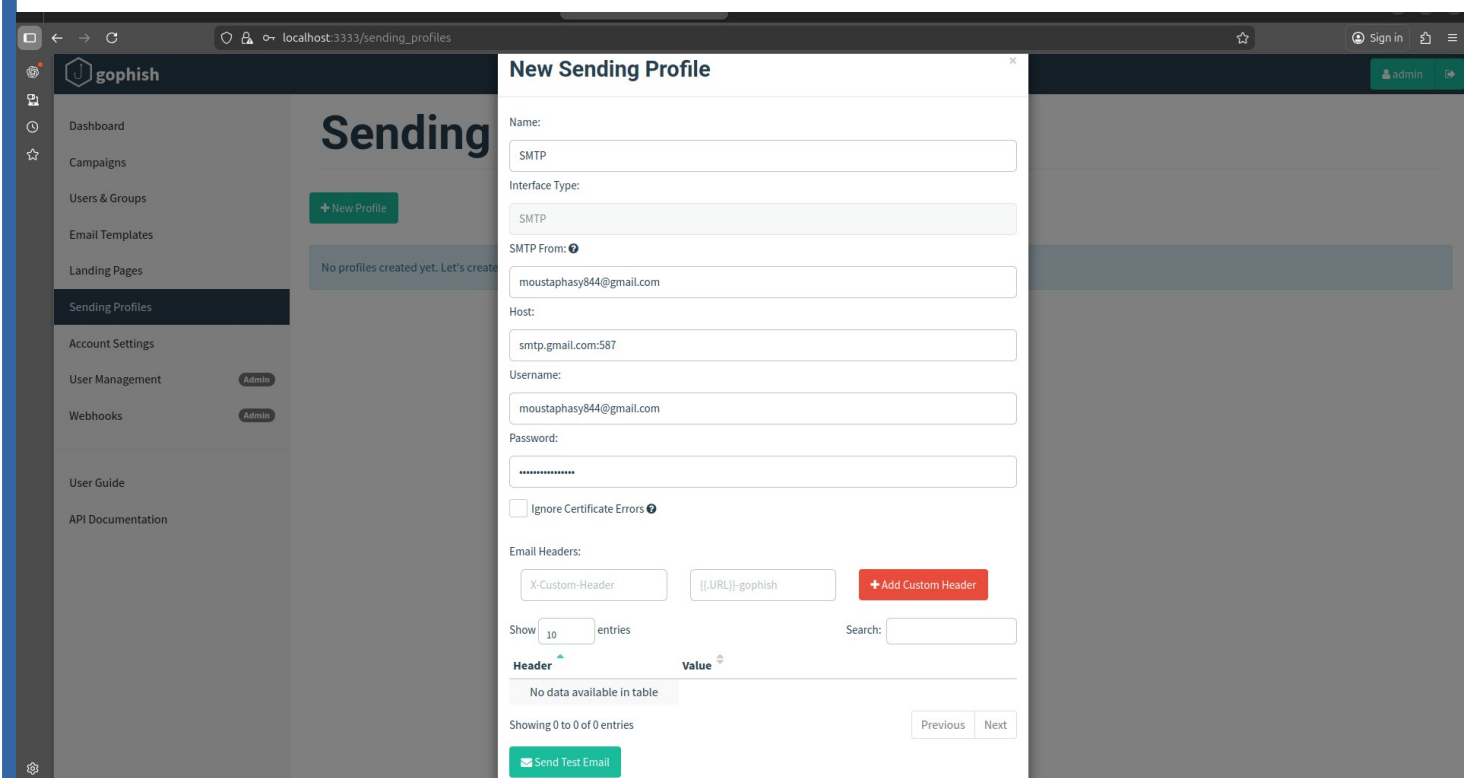 localhost:3333/sending_profiles
Sign in
gophish
New Sending Profile
×
admin
Dashboard
Campaigns
Users & Groups
Email Templates
Landing Pages
Sending Profiles
Account Settings
User Management Admin
Webhooks Admin
User Guide
API Documentation
Sending
+ New Profile
No profiles created yet. Let's create
Name:
SMTP
Interface Type:
SMTP
SMTP From:
moustaphasy844@gmail.com
Host:
smtp.gmail.com:587
Username:
moustaphasy844@gmail.com
Password:
••••••••••••••••
Ignore Certificate Errors
Email Headers:
X-Custom-Header {{.URL}}-gophish + Add Custom Header
Show 10 entries Search:
Header Value
No data available in table
Showing 0 to 0 of 0 entries Previous Next
Send Test Email